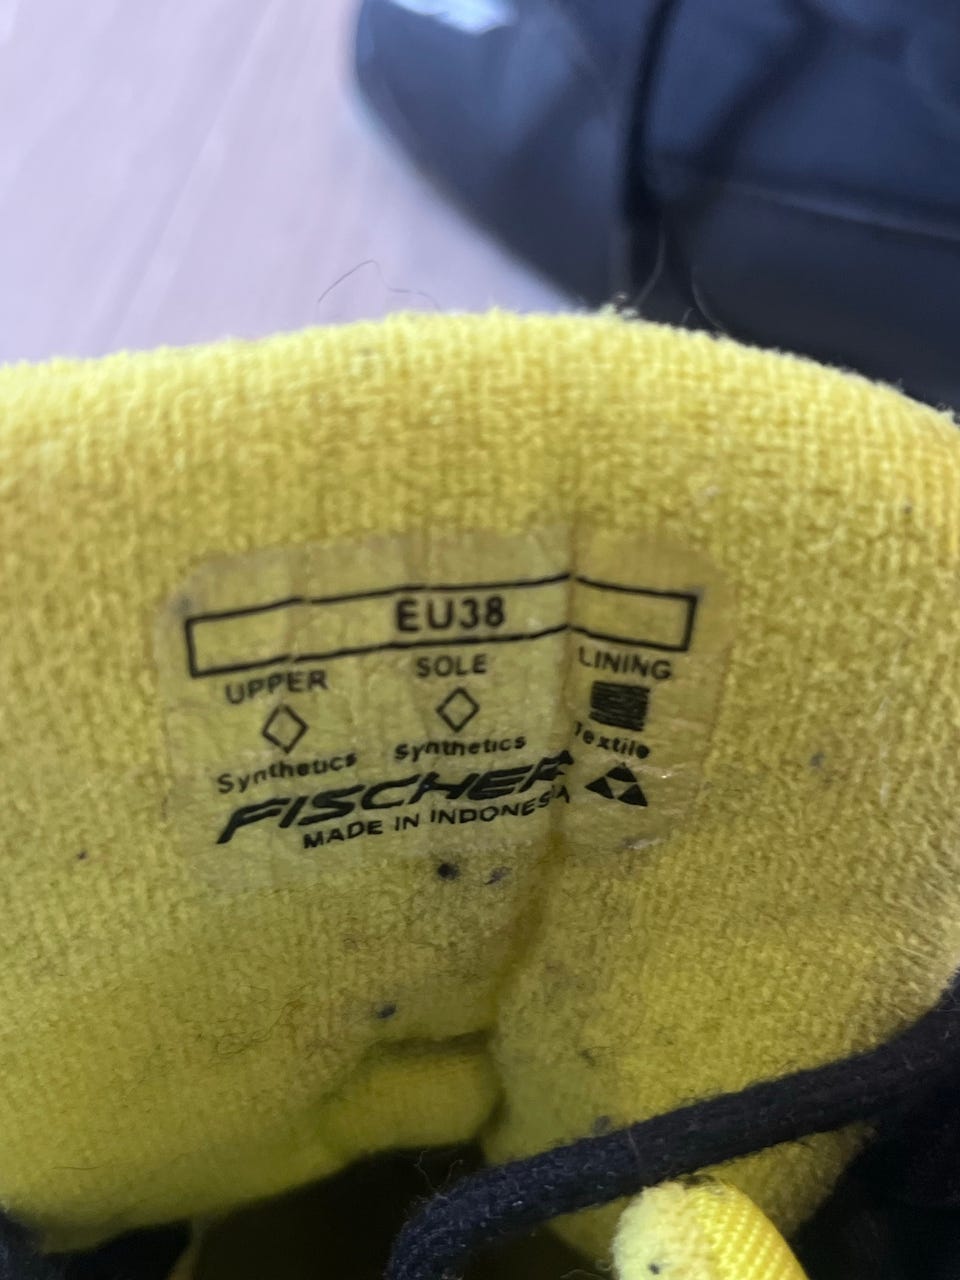 EU38
UPPER SOLE LINING
Synthetics Synthetics Textile
FISCHER
MADE IN INDONESIA